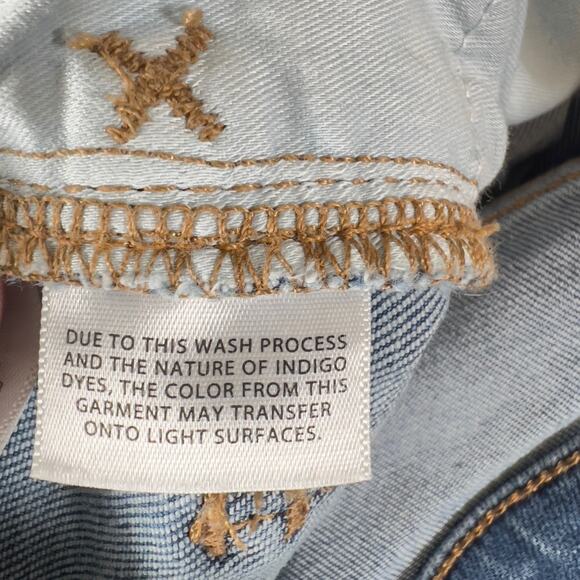 DUE TO THIS WASH PROCESS
AND THE NATURE OF INDIGO
DYES, THE COLOR FROM THIS
GARMENT MAY TRANSFER
ONTO LIGHT SURFACES.